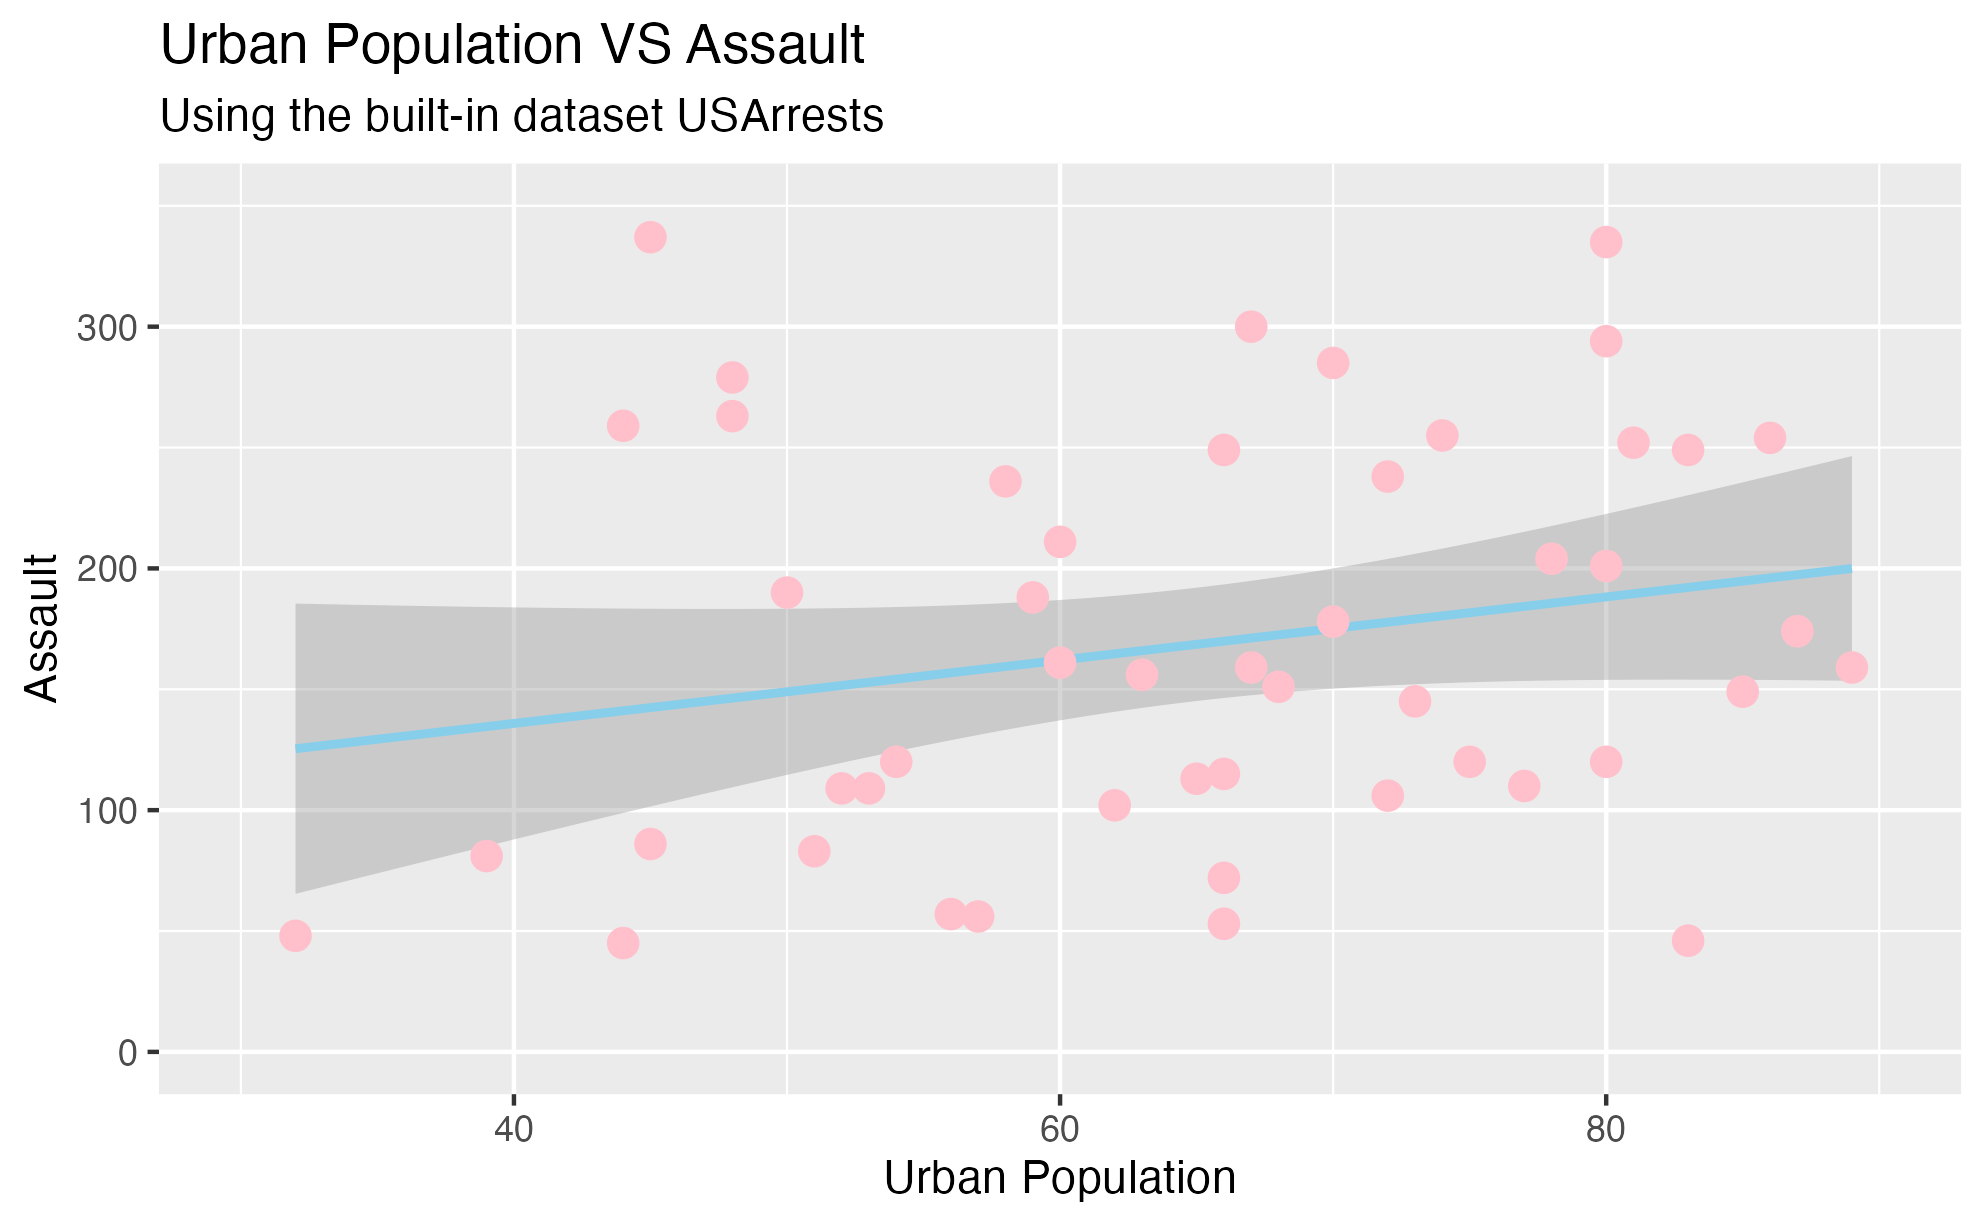 Urban Population VS Assault
Using the built-in dataset USArrests
Assault
300
200
100
0
40
60
80
Urban Population